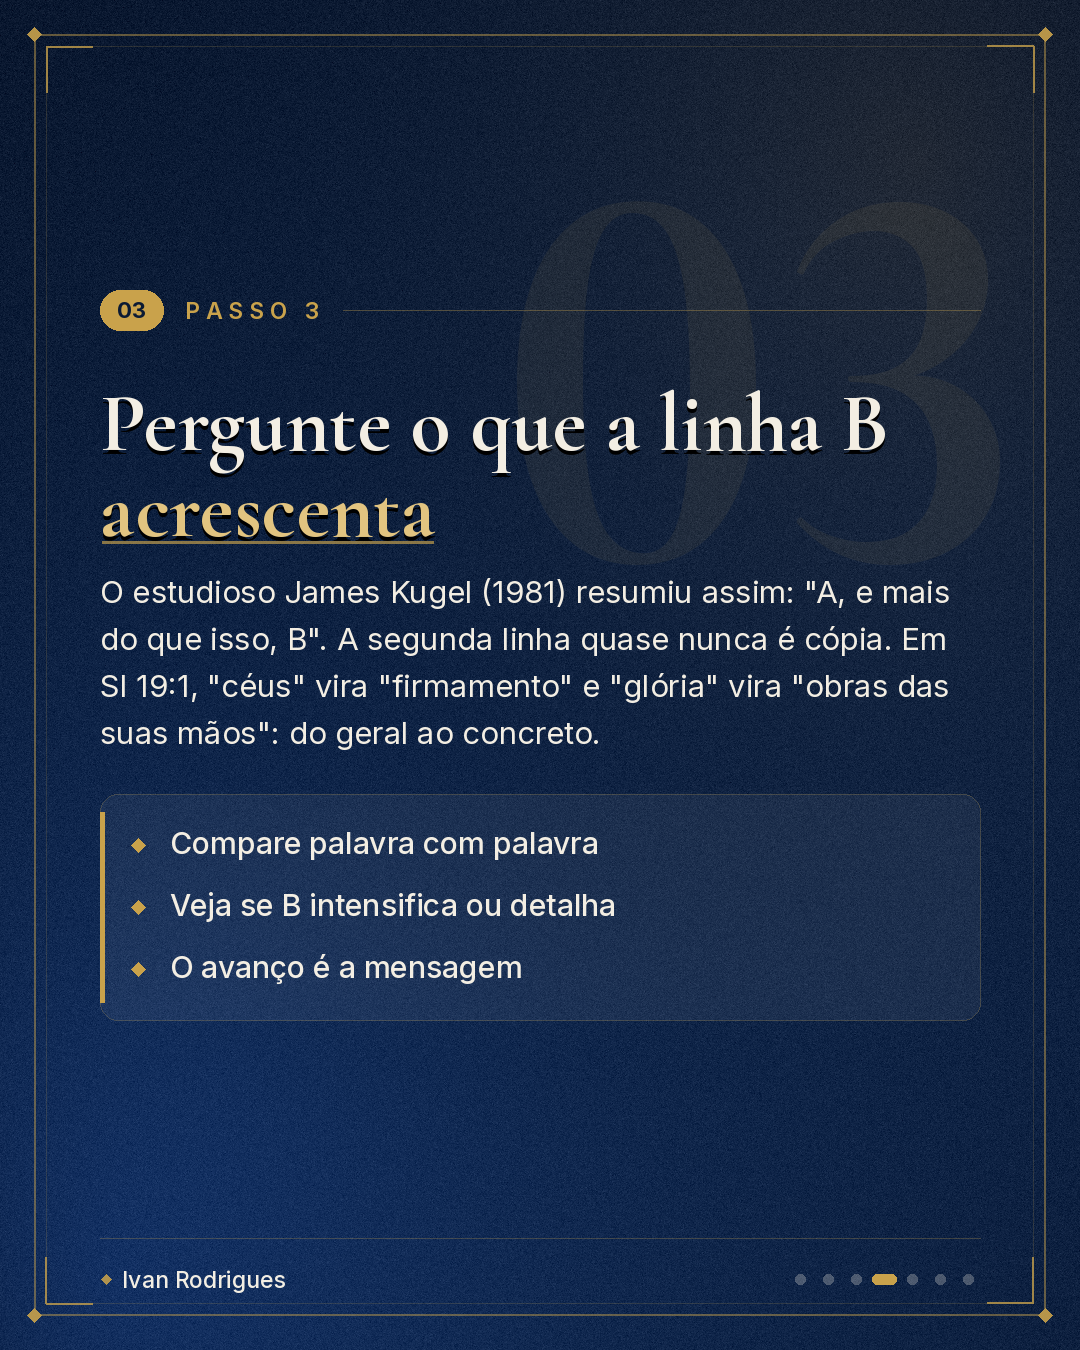 03
03 PASSO 3
Pergunte o que a linha B
acrescenta
O estudioso James Kugel (1981) resumiu assim: "A, e mais
do que isso, B". A segunda linha quase nunca é cópia. Em
Sl 19:1, "céus" vira "firmamento" e "glória" vira "obras das
suas mãos": do geral ao concreto.
Compare palavra com palavra
Veja se B intensifica ou detalha
O avanço é a mensagem
Ivan Rodrigues